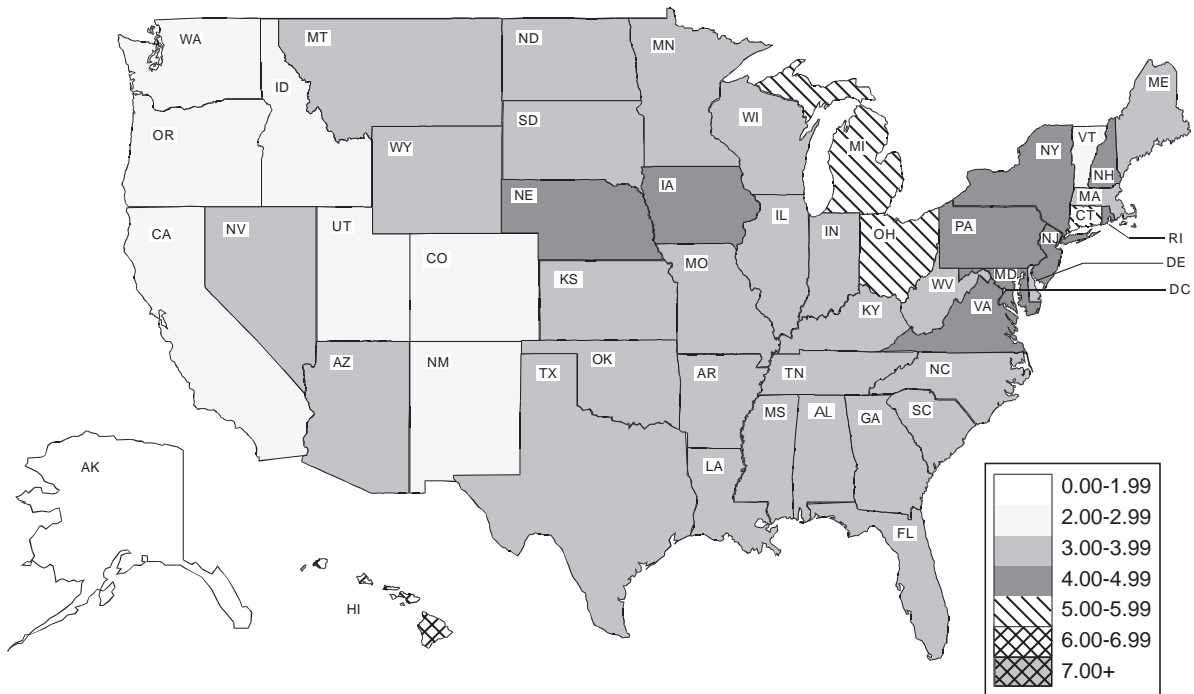 WA
MT
ND
MN
ME
ID
OR
SD
WI
VT
WY
MI
NY
NH
NE
IA
MA
CT
CA
NV
UT
IL
IN
OH
PA
NJ
RI
CO
MO
DE
KS
WV
MD
DC
KY
VA
AZ
NM
TX
OK
AR
TN
NC
MS
AL
GA
SC
AK
LA
FL
HI
0.00-1.99
2.00-2.99
3.00-3.99
4.00-4.99
5.00-5.99
6.00-6.99
7.00+